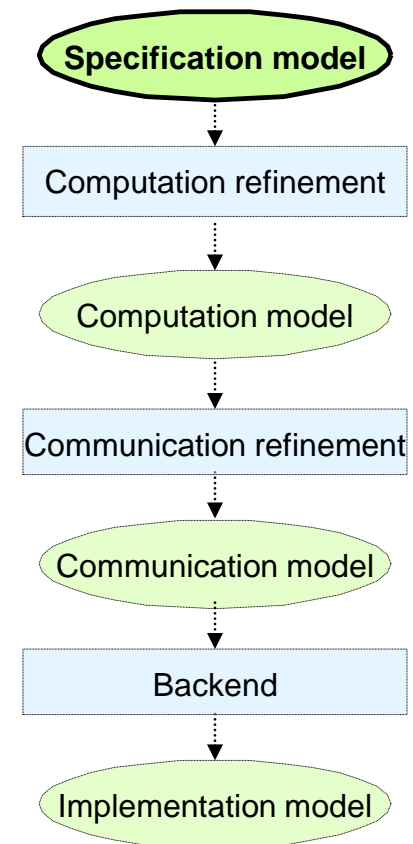 Specification model
Computation refinement
Computation model
Communication refinement
Communication model
Backend
Implementation model